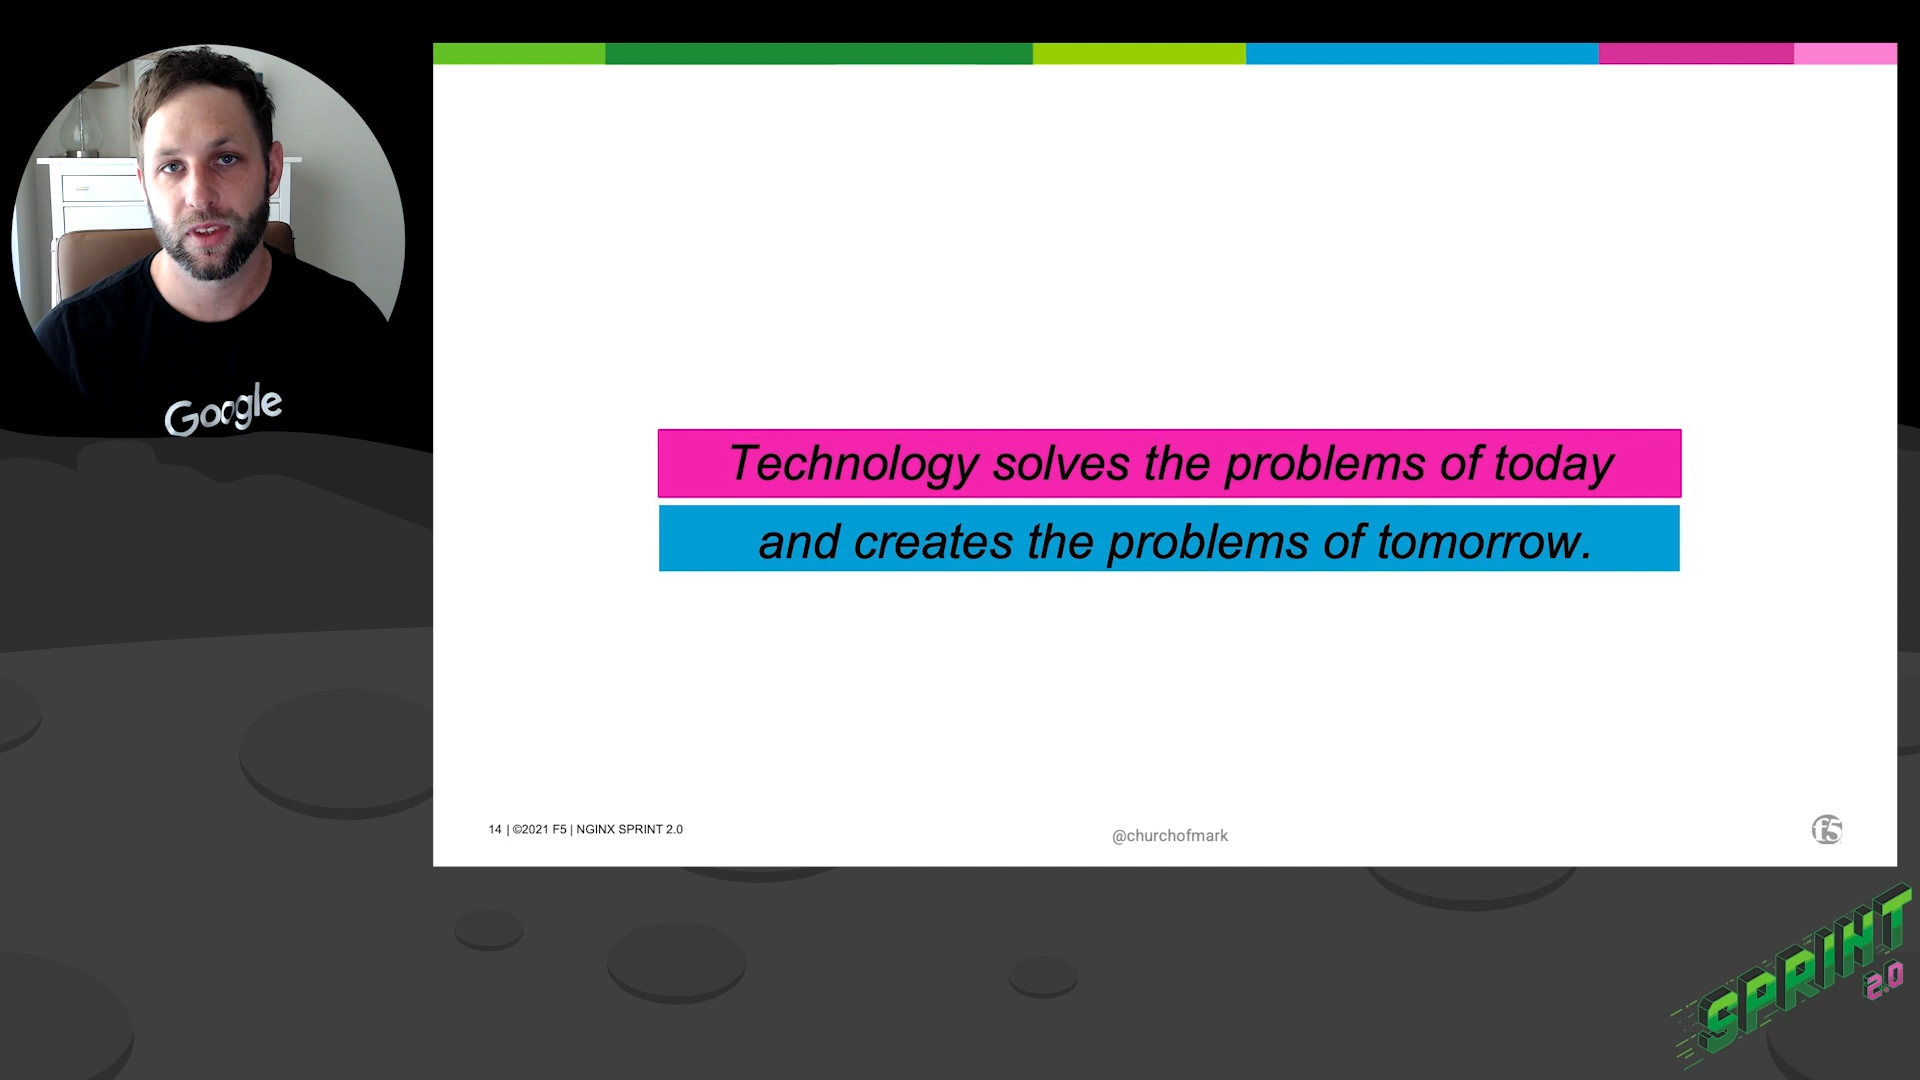 Google
Technology solves the problems of today
and creates the problems of tomorrow.
14 | ©2021 F5 | NGINX SPRINT 2.0
@churchofmark
f5
SPRINT
2.0